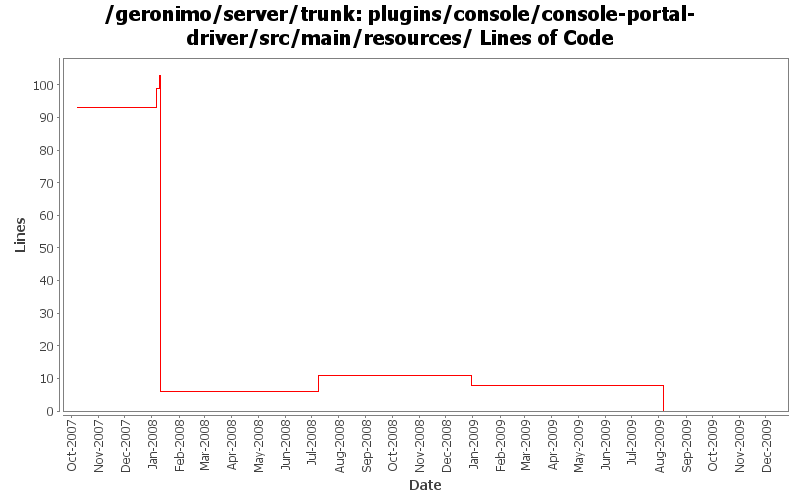 /geronimo/server/trunk: plugins/console/console-portal-
driver/src/main/resources/ Lines of Code
Lines
100
90
80
70
60
50
40
30
20
10
0
Oct-2007
Nov-2007
Dec-2007
Jan-2008
Feb-2008
Mar-2008
Apr-2008
May-2008
Jun-2008
Jul-2008
Aug-2008
Sep-2008
Oct-2008
Nov-2008
Dec-2008
Jan-2009
Feb-2009
Mar-2009
Apr-2009
May-2009
Jun-2009
Jul-2009
Aug-2009
Sep-2009
Oct-2009
Nov-2009
Dec-2009
Date